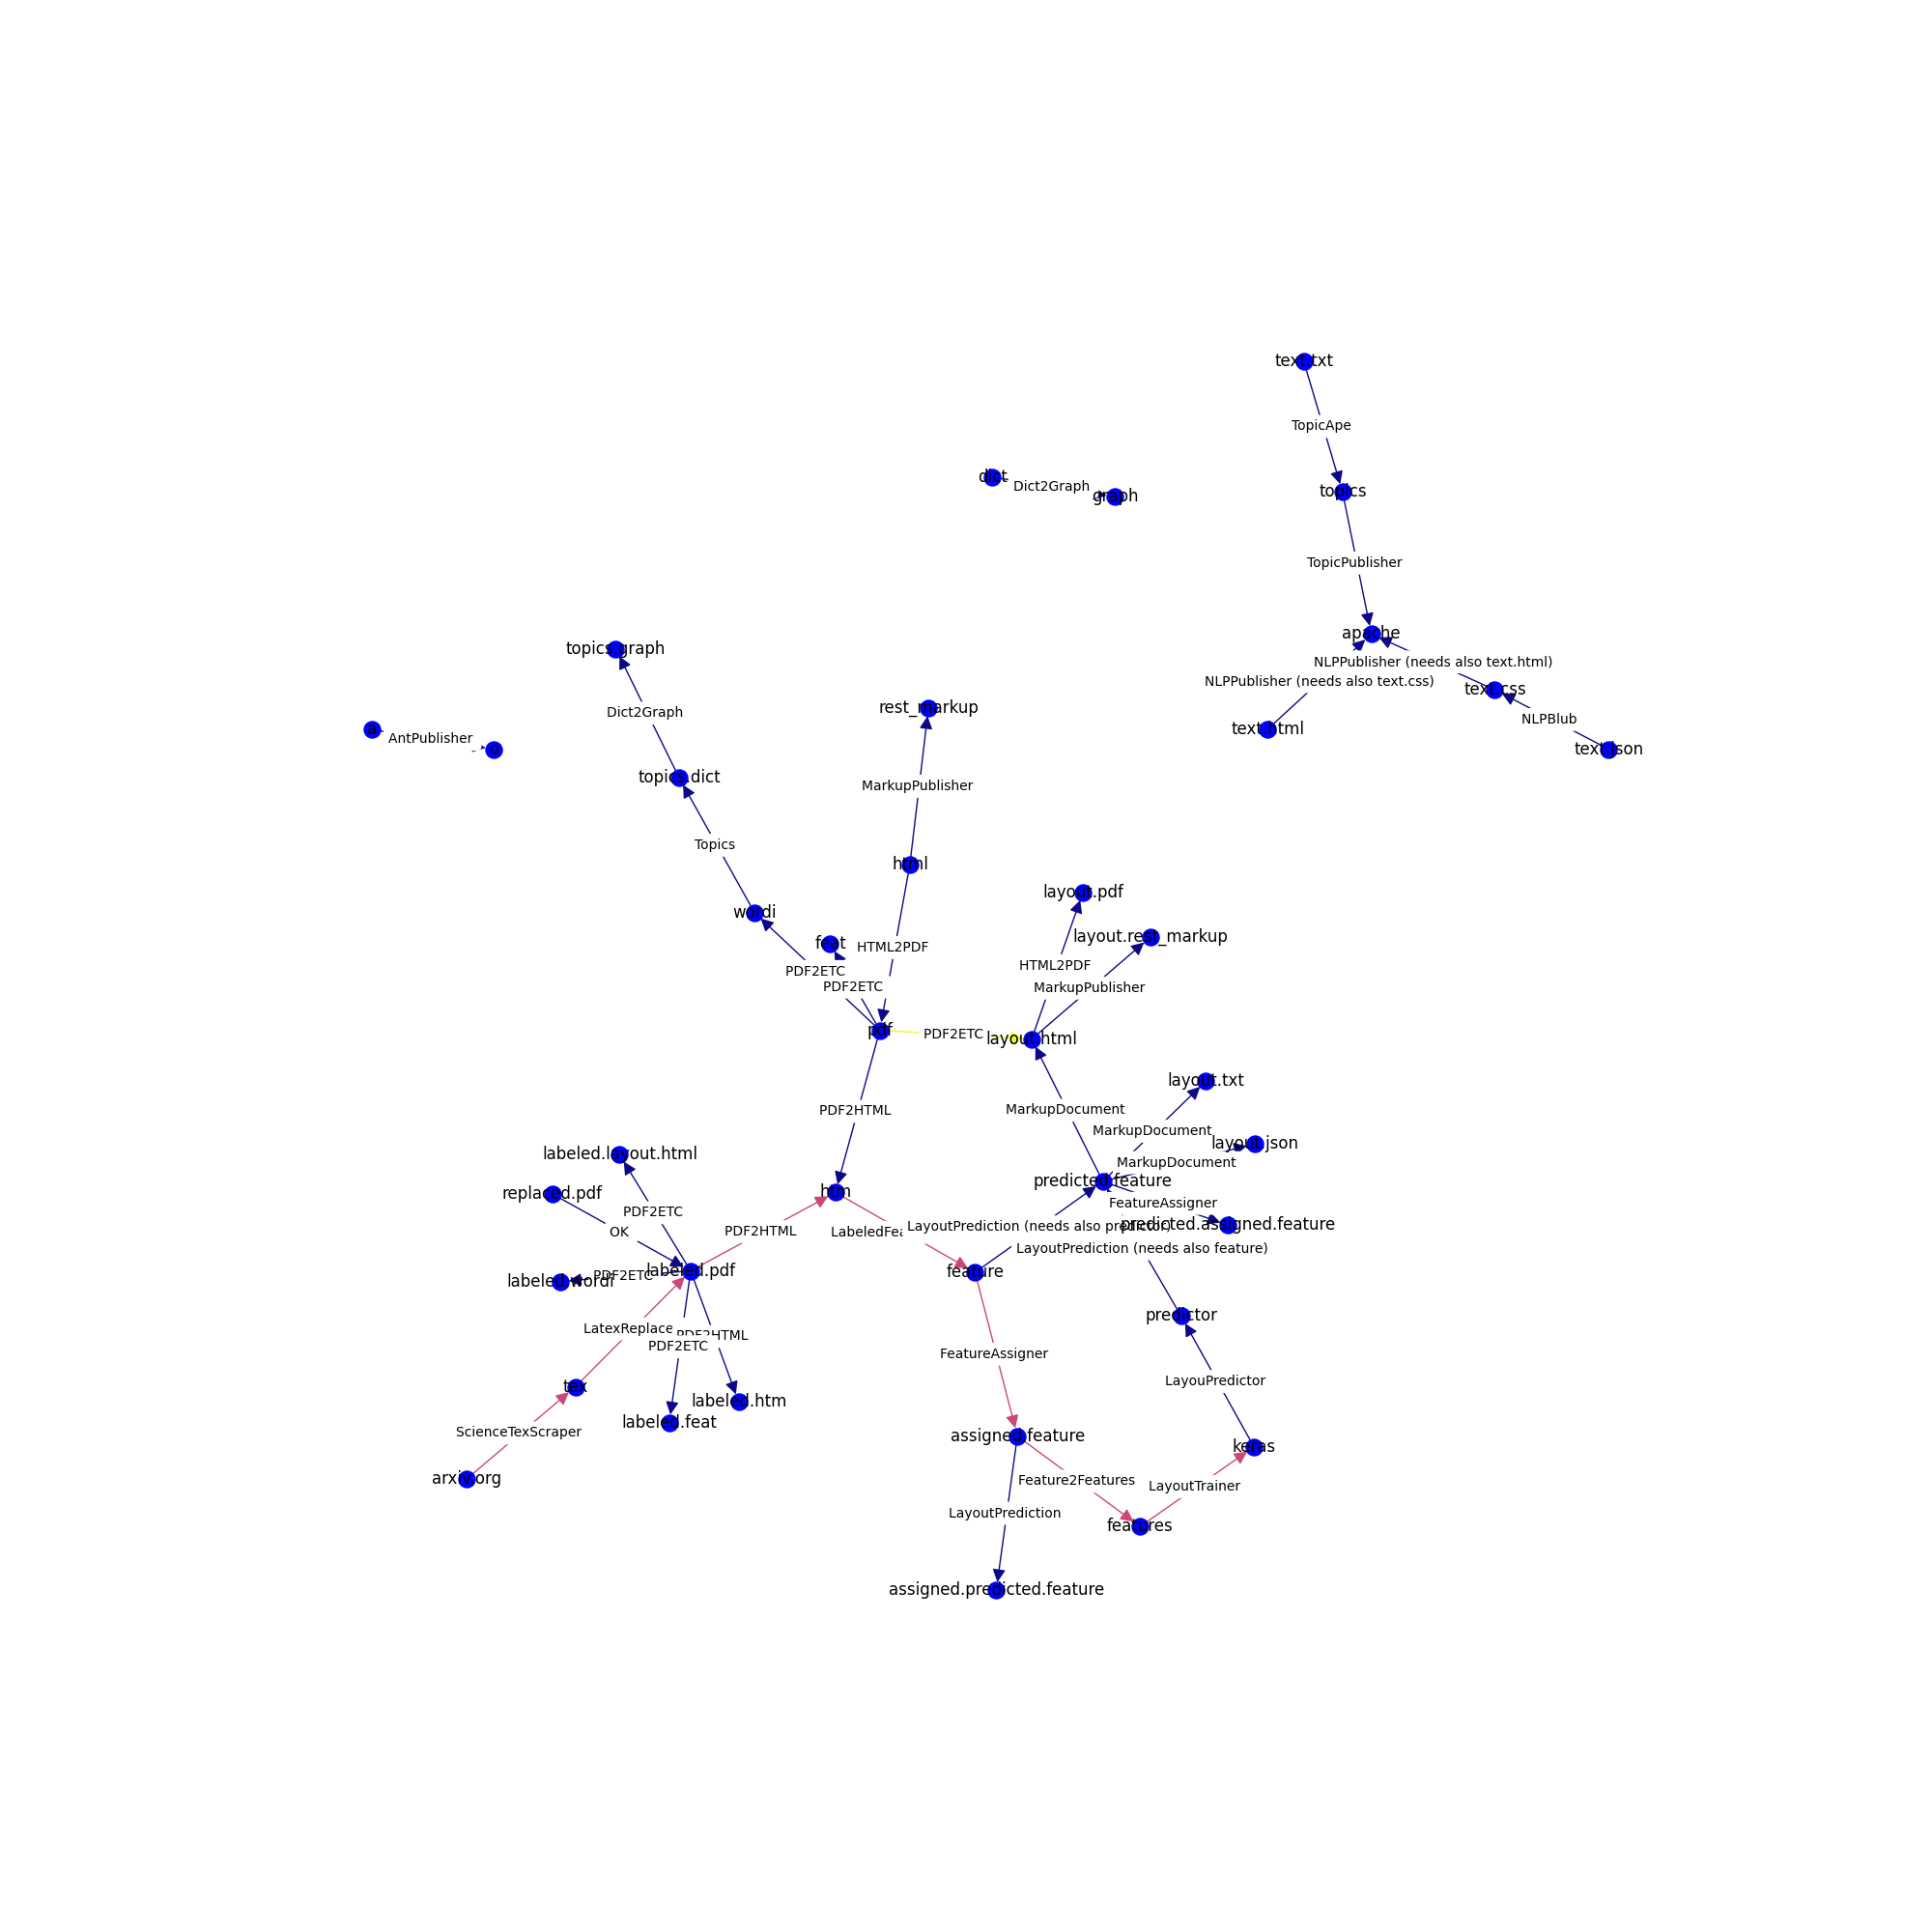 text.txt
TopicApe
dict
Dict2Graph
graph
topics
TopicPublisher
apache
topics.graph
NLPPublisher (needs also text.html)
NLPPublisher (needs also text.css)
text.css
rest_markup
Dict2Graph
NLPBlub
a
AntPublisher
o
text.html
text.json
topics.dict
MarkupPublisher
Topics
html
layout.pdf
wordi
feat
HTML2PDF
layout.rest_markup
PDF2ETC
HTML2PDF
PDF2ETC
MarkupPublisher
pdf
PDF2ETC
layout.html
layout.txt
PDF2HTML
MarkupDocument
MarkupDocument
labeled.layout.html
layout.json
MarkupDocument
replaced.pdf
htm
predicted.feature
PDF2ETC
FeatureAssigner
OK
PDF2HTML
LabeledFea
LayoutPrediction (needs also predictor)
predicted.assigned.feature
LayoutPrediction (needs also feature)
labeled.wordi
PDF2ETC
labeled.pdf
feature
predictor
LatexReplace
PDF2HTML
PDF2ETC
FeatureAssigner
LayouPredictor
tex
labeled.htm
labeled.feat
ScienceTexScraper
assigned.feature
keras
arxiv.org
Feature2Features
LayoutTrainer
LayoutPrediction
features
assigned.predicted.feature